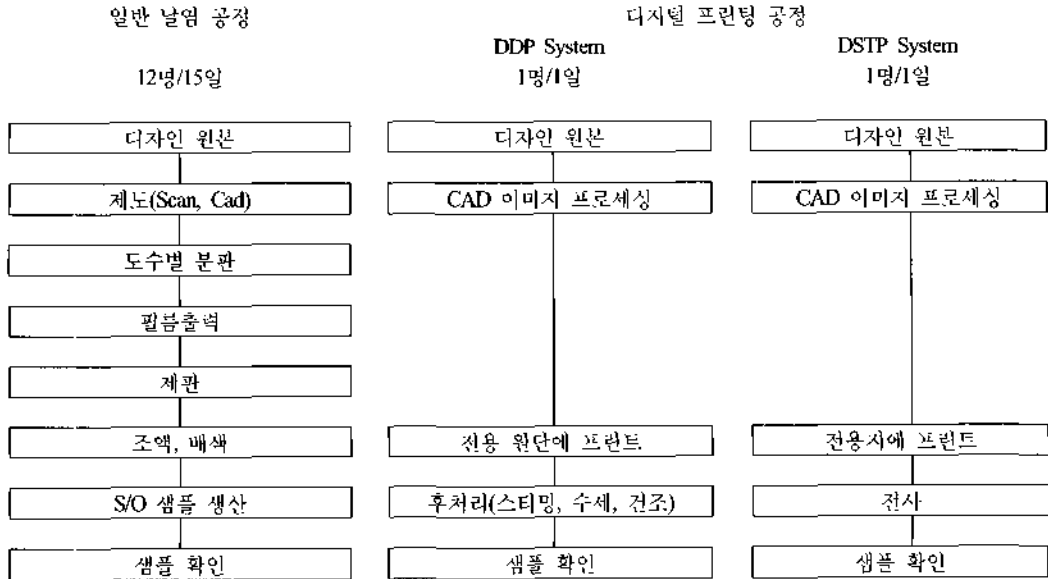 일반 날염 공정
디지털 프린팅 공정
DDP System
DSTP System
12명/15일
1명/1일
1명/1일
디자인 원본
디자인 원본
디자인 원본
제도(Scan, Cad)
CAD 이미지 프로세싱
CAD 이미지 프로세싱
도수별 분판
필름출력
제판
조액, 배색
전용 원단에 프린트
전용지에 프린트
S/O 샘플 생산
후처리(스티밍, 수세, 건조)
전사
샘플 확인
샘플 확인
샘플 확인